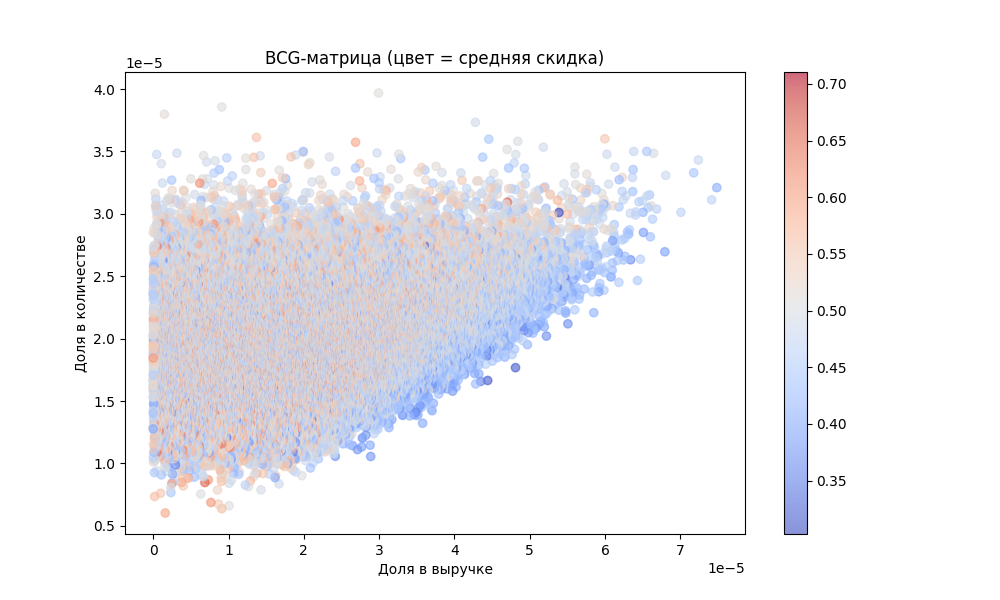 BCG-матрица (цвет = средняя скидка)
1e−5
4.0
3.5
3.0
2.5
2.0
1.5
1.0
0.5
Доля в количестве
0 1 2 3 4 5 6 7
1e−5
Доля в выручке
0.70
0.65
0.60
0.55
0.50
0.45
0.40
0.35